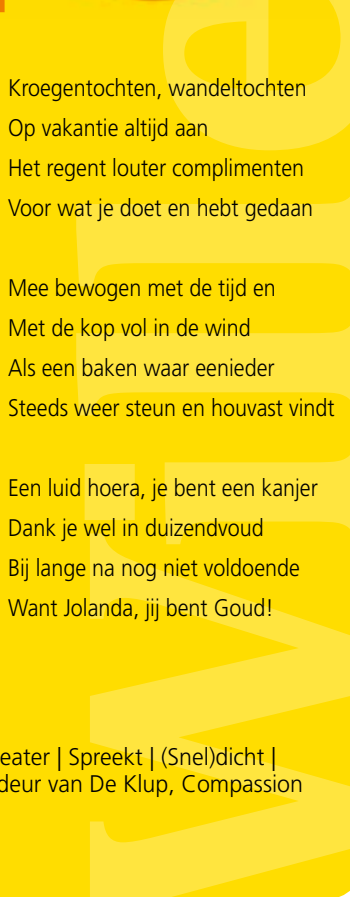 Kroegentochten, wandeltochten
Op vakantie altijd aan
Het regent louter complimenten
Voor wat je doet en hebt gedaan

Mee bewogen met de tijd en
Met de kop vol in de wind
Als een baken waar eenieder
Steeds weer steun en houvast vindt

Een luid hoera, je bent een kanjer
Dank je wel in duizendvoud
Bij lange na nog niet voldoende
Want Jolanda, jij bent Goud!

eater | Spreekt | (Snel)dicht |
deur van De Klup, Compassion